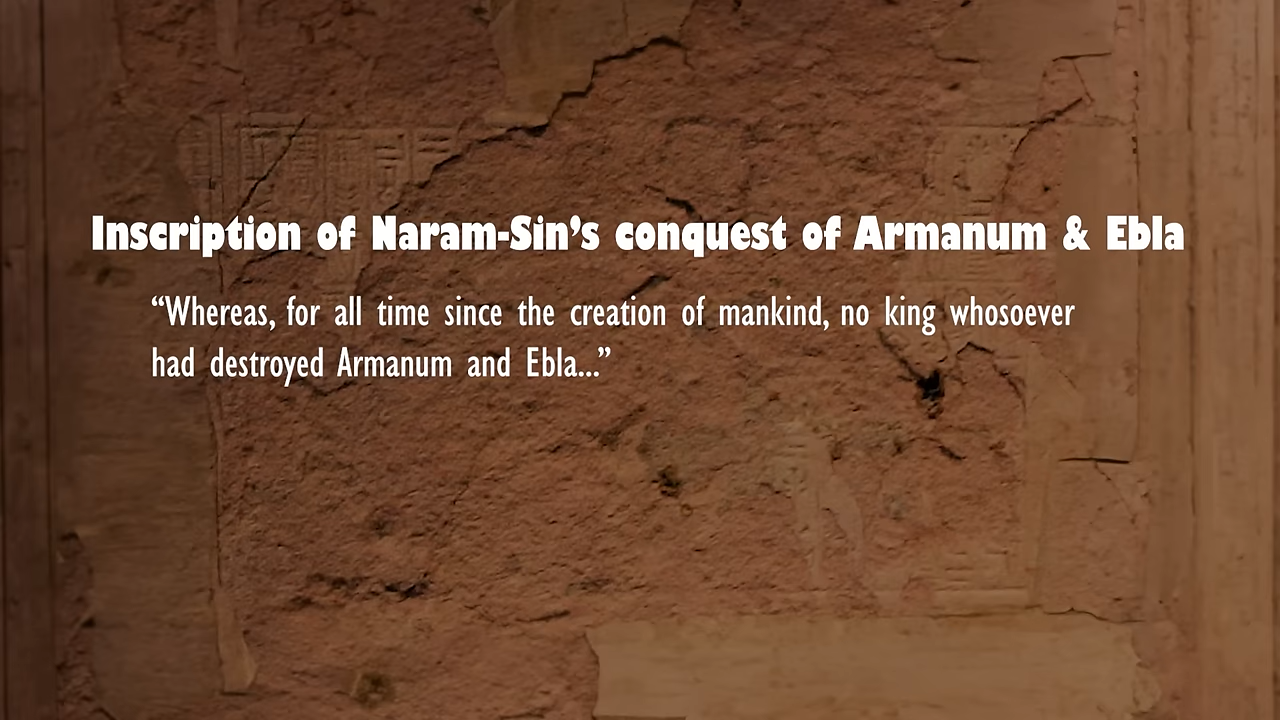 Inscription of Naram-Sin’s conquest of Armanum & Ebla
“Whereas, for all time since the creation of mankind, no king whosoever
had destroyed Armanum and Ebla...”